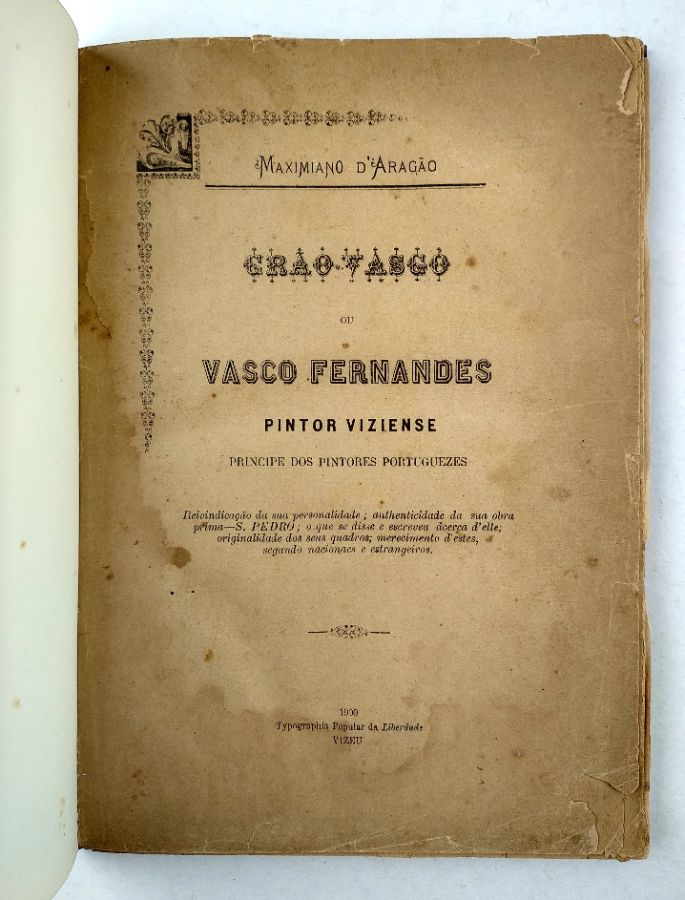 MAXIMIANO D'ARAGÃO
GRÃO-VASCO
OU
VASCO FERNANDES
PINTOR VIZIENSE
PRINCIPE DOS PINTORES PORTUGUEZES
Reivindicação da sua personalidade; authenticidade da sua obra
prima—S. PEDRO; o que se disse e escreveu ácerca d'elle;
originalidade dos seus quadros; merecimento d'estes,
segundo nacionaes e estrangeiros.
1900
Typographia Popular da Liberdade
VIZEU